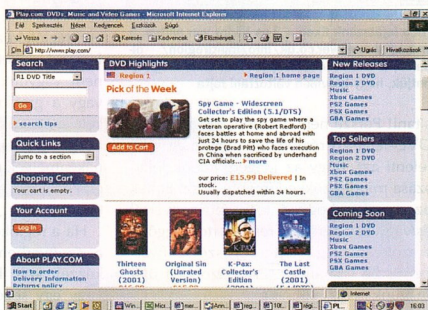 Play.com: DVDs, Music and Video Games - Microsoft Internet Explorer
Fájl Szerkesztés Nézet Kedvencek Eszközök Súgó
Vissza Keresés Kedvencek Előzmények
Cím http://www.play.com/ Ugrás Hivatkozások
Search
R1 DVD Title
Go
search tips
Quick Links
Jump to a section
Shopping Cart
Your cart is empty.
Your Account
Log In
About PLAY.COM
How to order
Delivery Information
Returns policy
DVD Highlights
Region 1
Region 1 home page
Pick of the Week
Spy Game - Widescreen
Collector's Edition (5.1/DTS)
Get set to play the spy game where a
veteran operative (Robert Redford)
faces battles at home and abroad with
just 24 hours to save the life of his
protege (Brad Pitt) who faces execution
in China when sacrificed by underhand
CIA officials... more
Add to Cart
our price: £15.99 Delivered | In
stock.
Usually dispatched within 24 hours.
Thirteen
Ghosts
(2001)
Original Sin
(Unrated
Version)
K-PAX
K-Pax:
Collector's
Edition
The Last
Castle
(2001)
New Releases
Region 1 DVD
Region 2 DVD
Music
Xbox Games
PS2 Games
PSX Games
GBA Games
Top Sellers
Region 1 DVD
Region 2 DVD
Music
Xbox Games
PS2 Games
PSX Games
GBA Games
Coming Soon
Region 1 DVD
Region 2 DVD
Music
Xbox Games
PS2 Games
PSX Games
GBA Games
Internet
Start 16:03